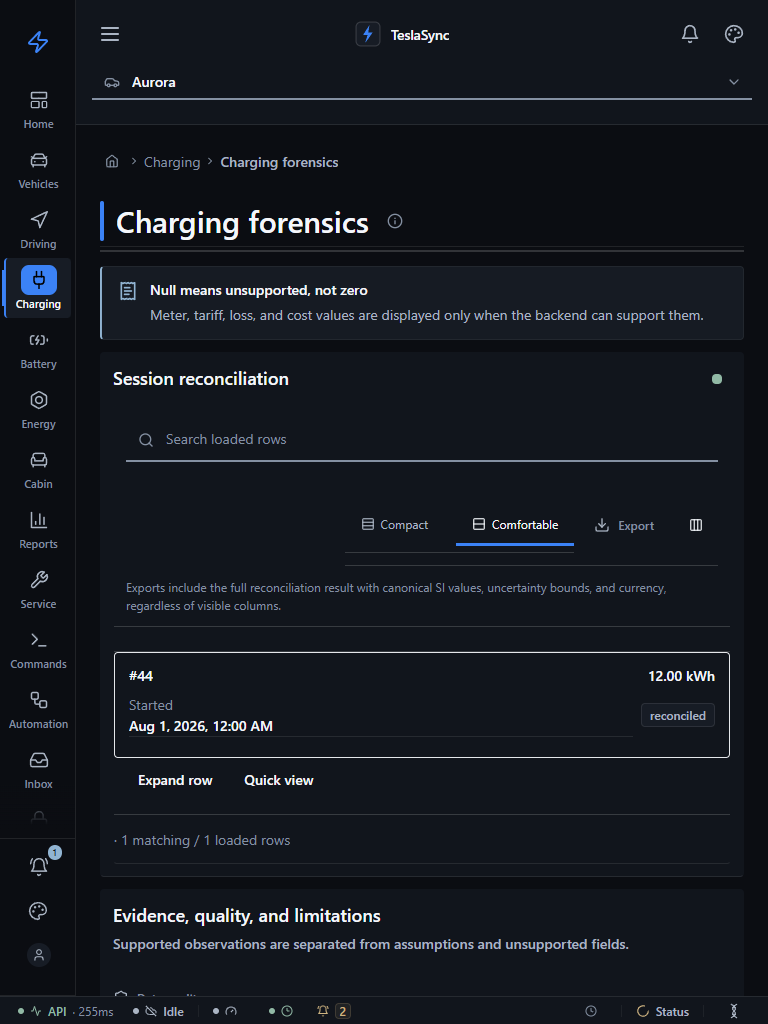 TeslaSync
Aurora
Home
Vehicles
Driving
Charging
Battery
Energy
Cabin
Reports
Service
Commands
Automation
Inbox
1
Charging
Charging forensics
Charging forensics
Null means unsupported, not zero
Meter, tariff, loss, and cost values are displayed only when the backend can support them.
Session reconciliation
Search loaded rows
Compact
Comfortable
Export
Exports include the full reconciliation result with canonical SI values, uncertainty bounds, and currency,
regardless of visible columns.
#44
12.00 kWh
Started
Aug 1, 2026, 12:00 AM
reconciled
Expand row
Quick view
· 1 matching / 1 loaded rows
Evidence, quality, and limitations
Supported observations are separated from assumptions and unsupported fields.
API · 255ms
Idle
2
Status